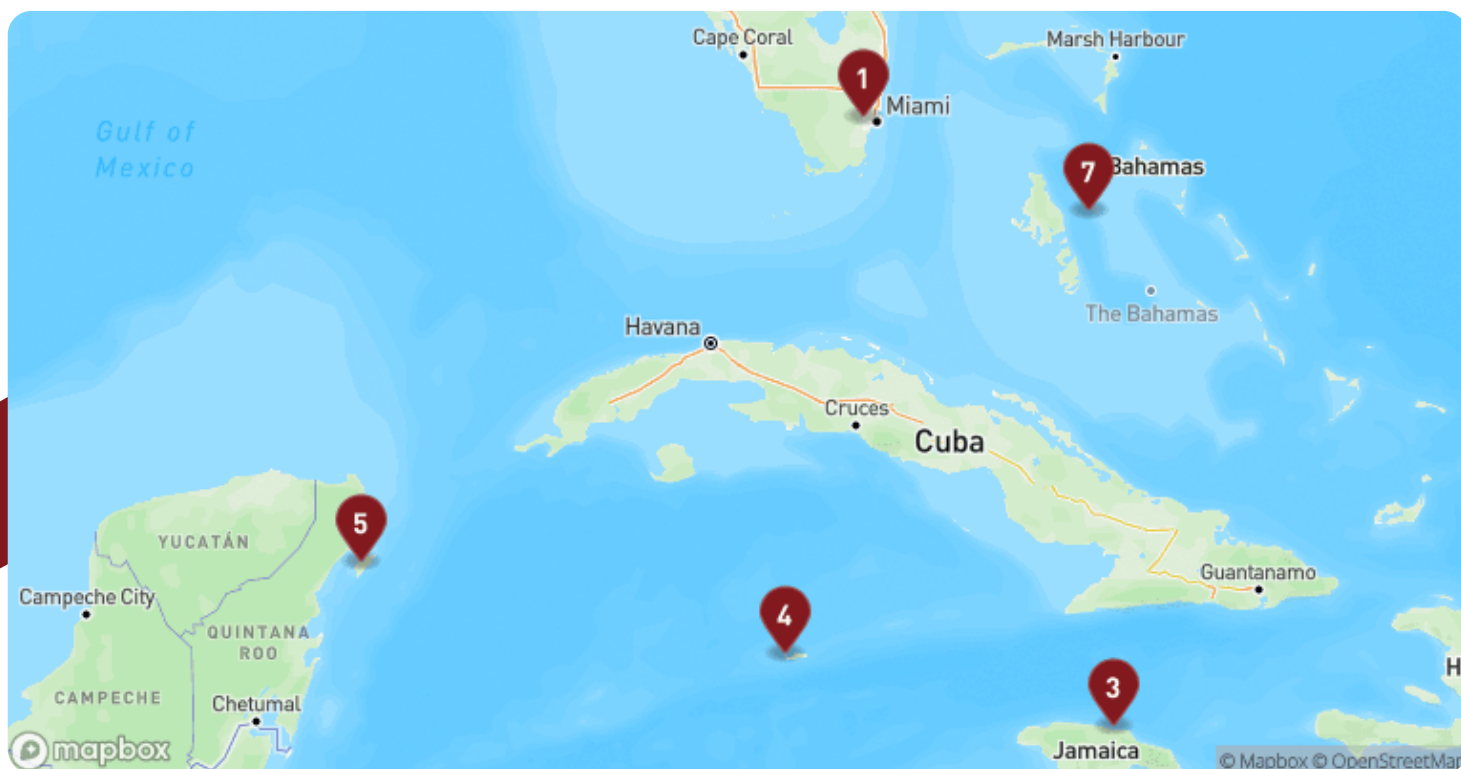 Cape Coral
Marsh Harbour
1
Miami
Gulf of
Mexico
7
Bahamas
The Bahamas
Havana
Cruces
Cuba
5
YUCATÁN
Campeche City
Guantanamo
4
QUINTANA
ROO
3
CAMPECHE
Chetumal
H
Jamaica
mapbox
© Mapbox © OpenStreetMap